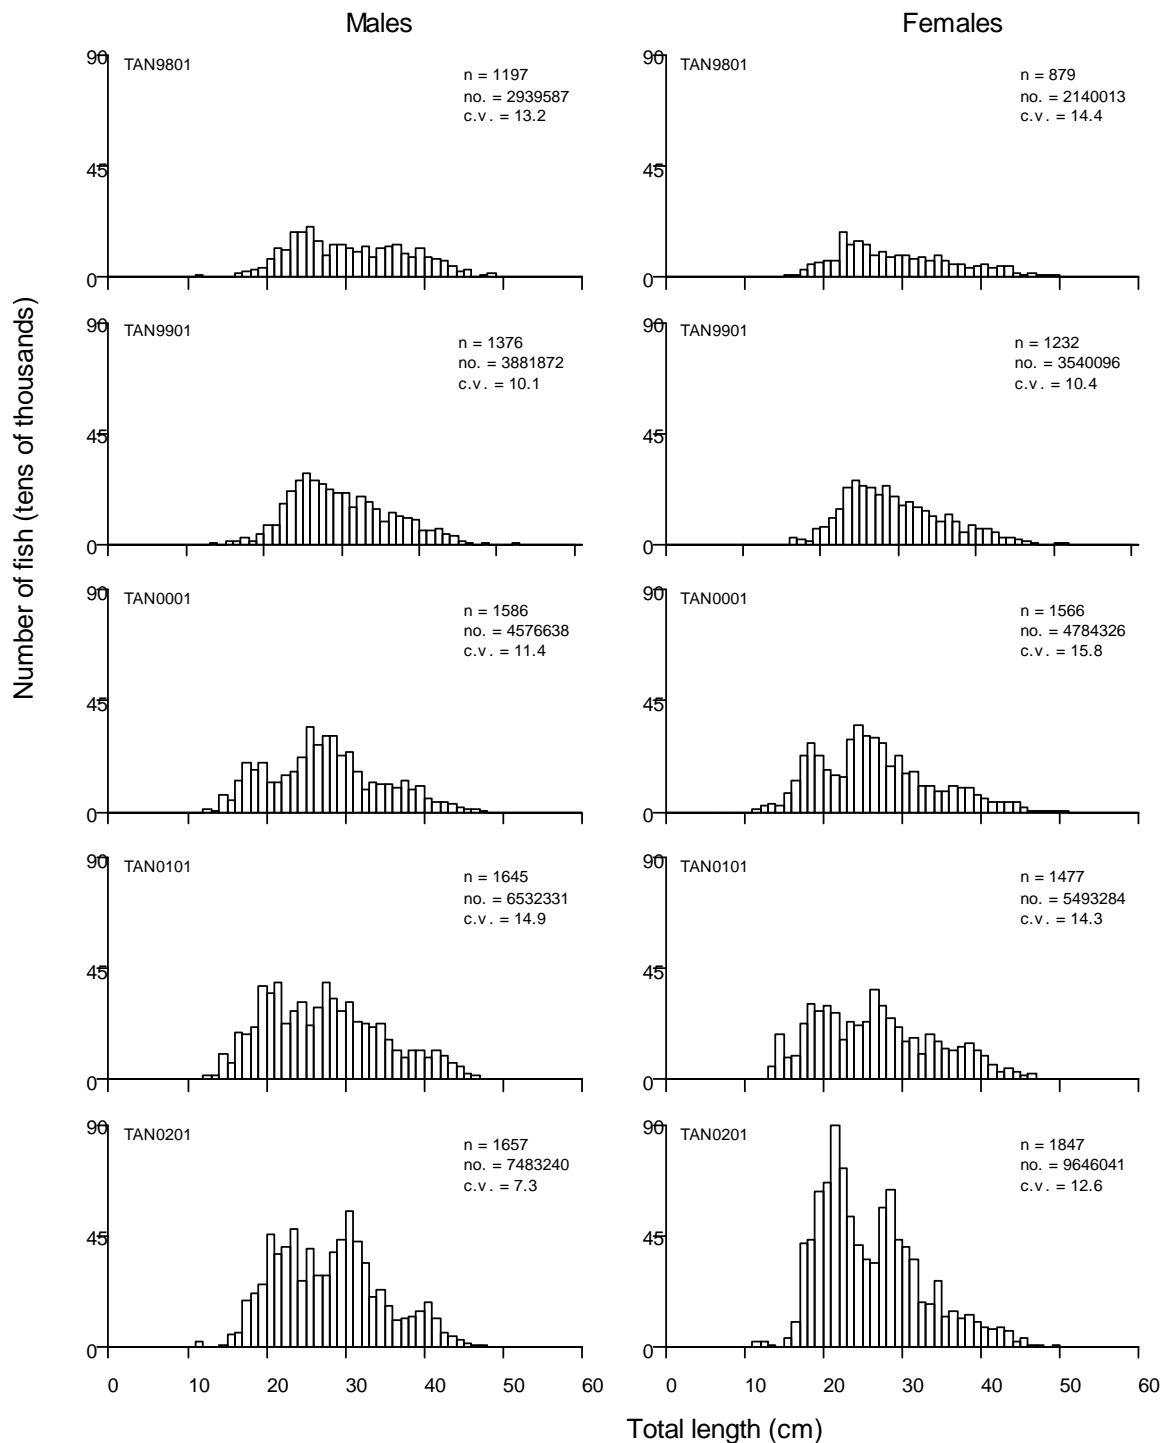 Males
Females
Number of fish (tens of thousands)
90
TAN9801
n = 1197
no. = 2939587
c.v. = 13.2
45
0
90
TAN9801
n = 879
no. = 2140013
c.v. = 14.4
45
0
90
TAN9901
n = 1376
no. = 3881872
c.v. = 10.1
45
0
90
TAN9901
n = 1232
no. = 3540096
c.v. = 10.4
45
0
90
TAN0001
n = 1586
no. = 4576638
c.v. = 11.4
45
0
90
TAN0001
n = 1566
no. = 4784326
c.v. = 15.8
45
0
90
TAN0101
n = 1645
no. = 6532331
c.v. = 14.9
45
0
90
TAN0101
n = 1477
no. = 5493284
c.v. = 14.3
45
0
90
TAN0201
n = 1657
no. = 7483240
c.v. = 7.3
45
0
90
TAN0201
n = 1847
no. = 9646041
c.v. = 12.6
45
0
0 10 20 30 40 50 60
0 10 20 30 40 50 60
Total length (cm)